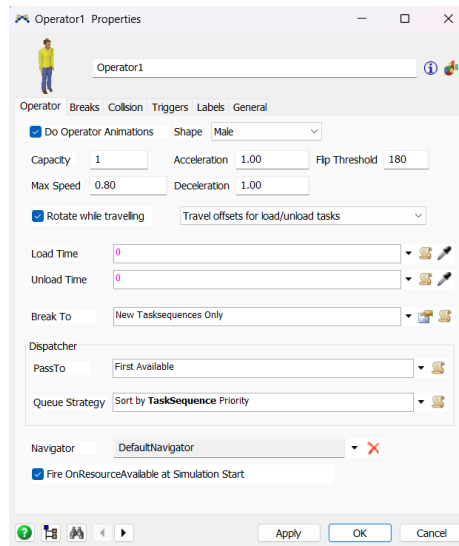 Operator1 Properties
Operator1
Operator Breaks Collision Triggers Labels General
Do Operator Animations Shape Male
Capacity 1 Acceleration 1.00 Flip Threshold 180
Max Speed 0.80 Deceleration 1.00
Rotate while travelling Travel offsets for load/unload tasks
Load Time 0
Unload Time 0
Break To New Tasksequences Only
Dispatcher
PassTo First Available
Queue Strategy Sort by TaskSequence Priority
Navigator DefaultNavigator
Fire OnResourceAvailable at Simulation Start
Apply OK Cancel